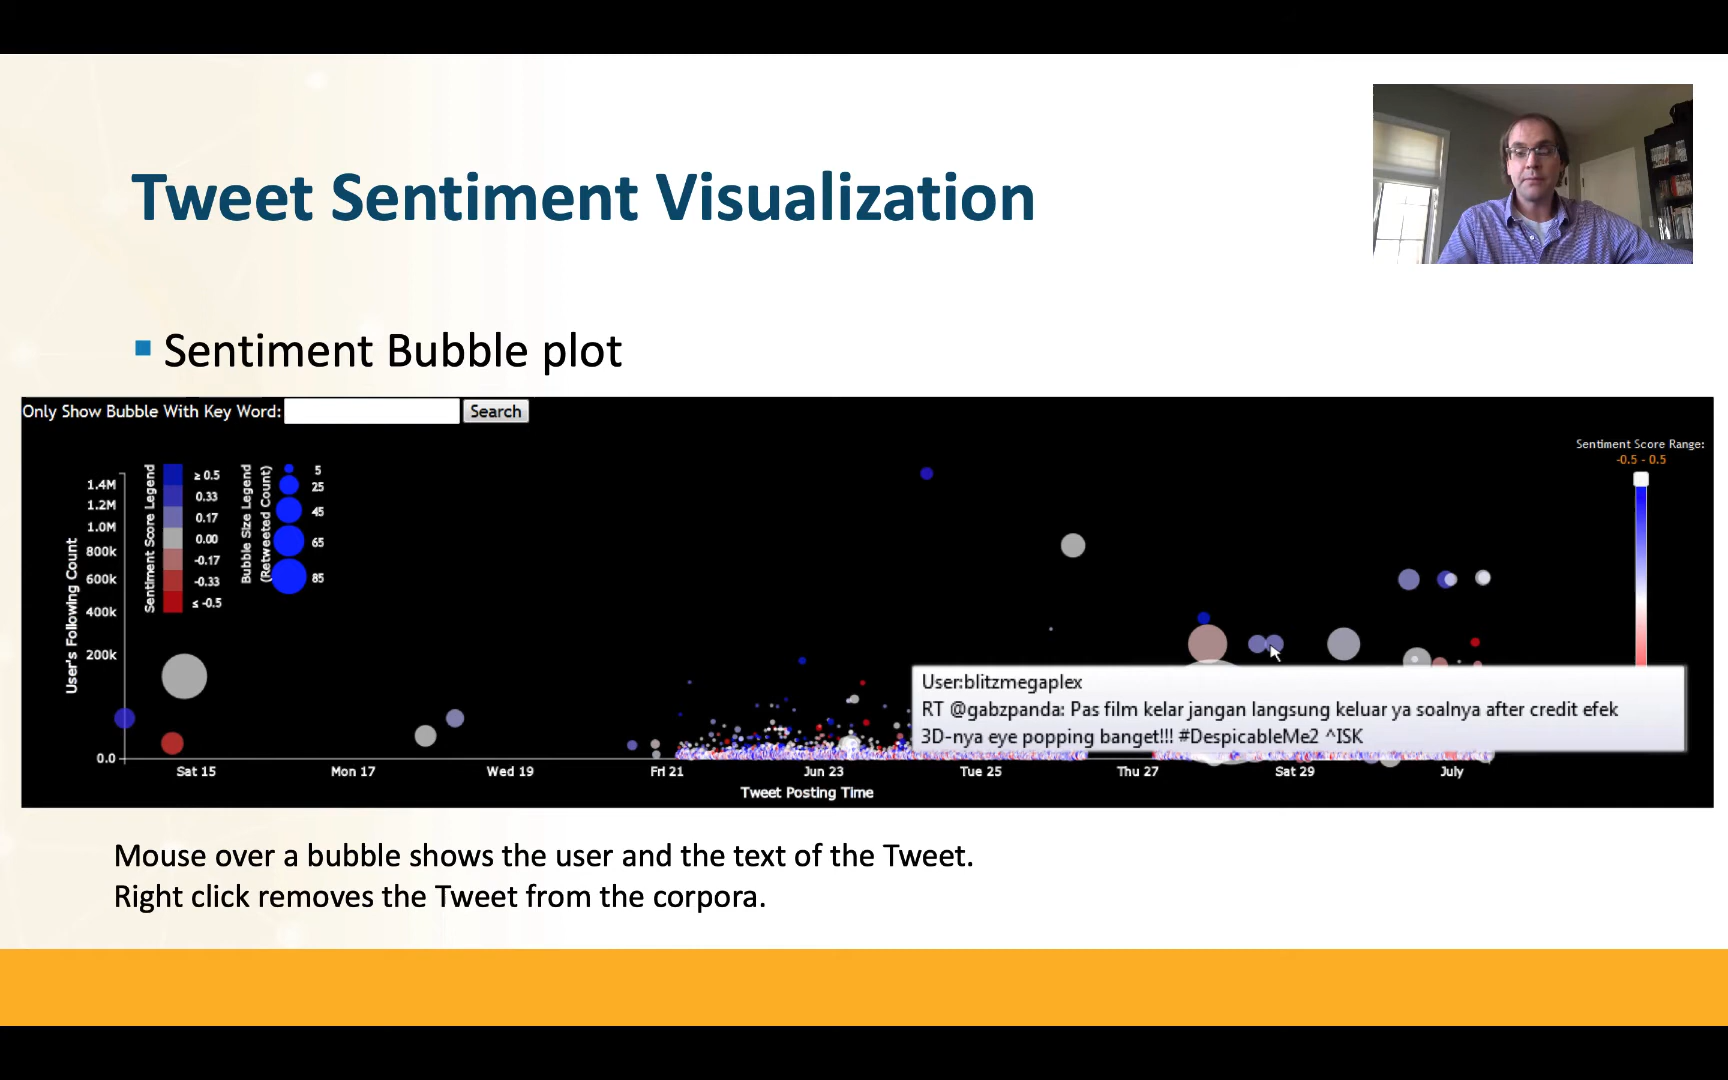 Tweet Sentiment Visualization
Sentiment Bubble plot
Only Show Bubble With Key Word:
Search
Sentiment Score Range:
-0.5 - 0.5
User's Following Count
1.4M
1.2M
1.0M
800k
600k
400k
200k
0.0
Sentiment Score Legend
≥ 0.5
0.33
0.17
0.00
-0.17
-0.33
≤ -0.5
Bubble Size Legend
(Retweeted Count)
5
25
45
65
85
User:blitzmegaplex
RT @gabzpanda: Pas film kelar jangan langsung keluar ya soalnya after credit efek
3D-nya eye popping banget!!! #DespicableMe2 ^ISK
Sat 15
Mon 17
Wed 19
Fri 21
Jun 23
Tue 25
Thu 27
Sat 29
July
Tweet Posting Time
Mouse over a bubble shows the user and the text of the Tweet.
Right click removes the Tweet from the corpora.